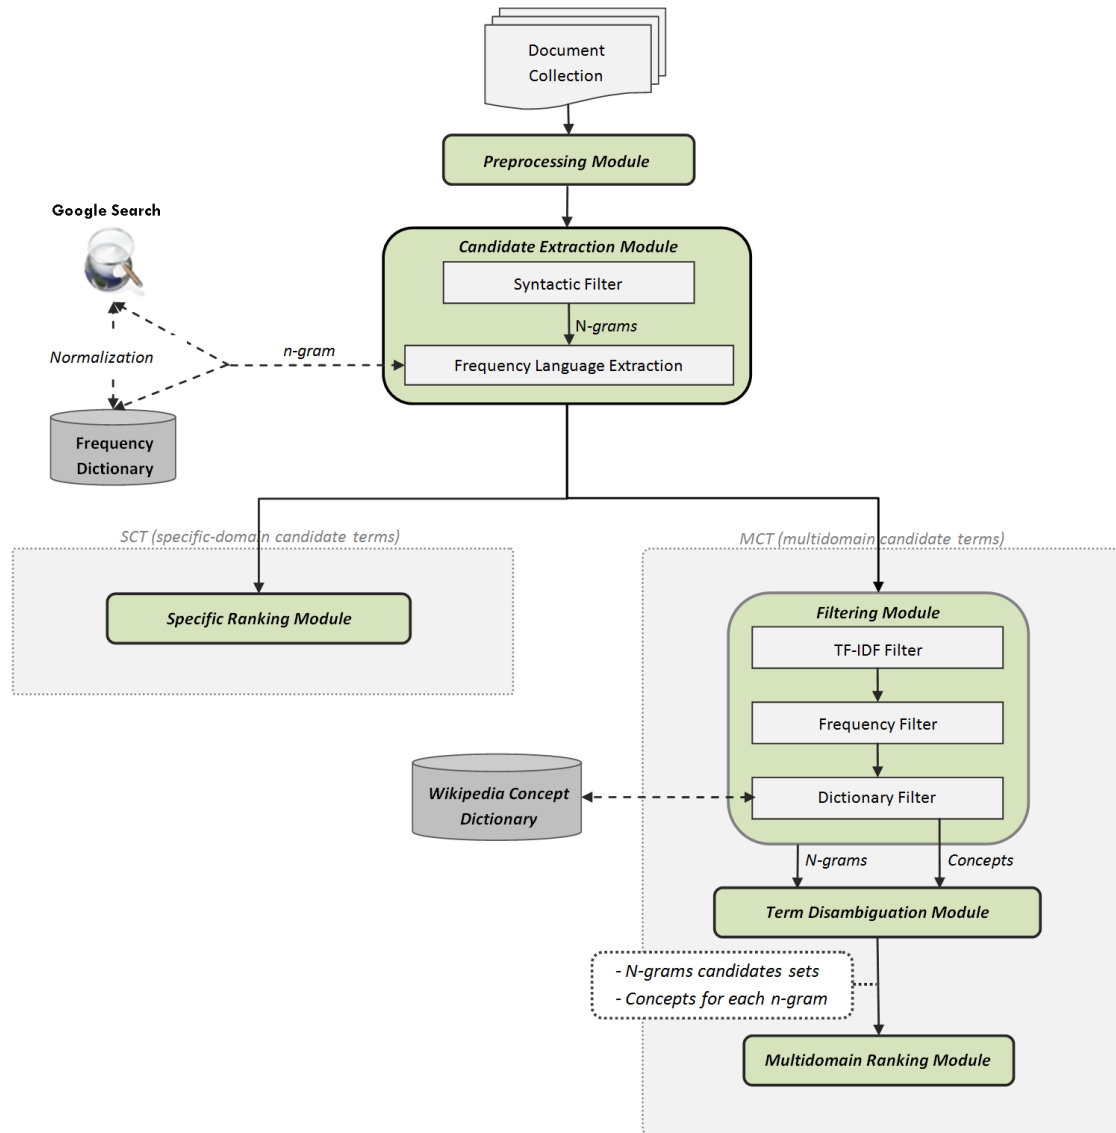 Document
Collection
Preprocessing Module
Google Search
Candidate Extraction Module
Syntactic Filter
N-grams
Normalization
n-gram
Frequency Language Extraction
Frequency
Dictionary
SCT (specific-domain candidate terms)
MCT (multidomain candidate terms)
Specific Ranking Module
Filtering Module
TF-IDF Filter
Frequency Filter
Wikipedia Concept
Dictionary
Dictionary Filter
N-grams
Concepts
Term Disambiguation Module
- N-grams candidates sets
- Concepts for each n-gram
Multidomain Ranking Module